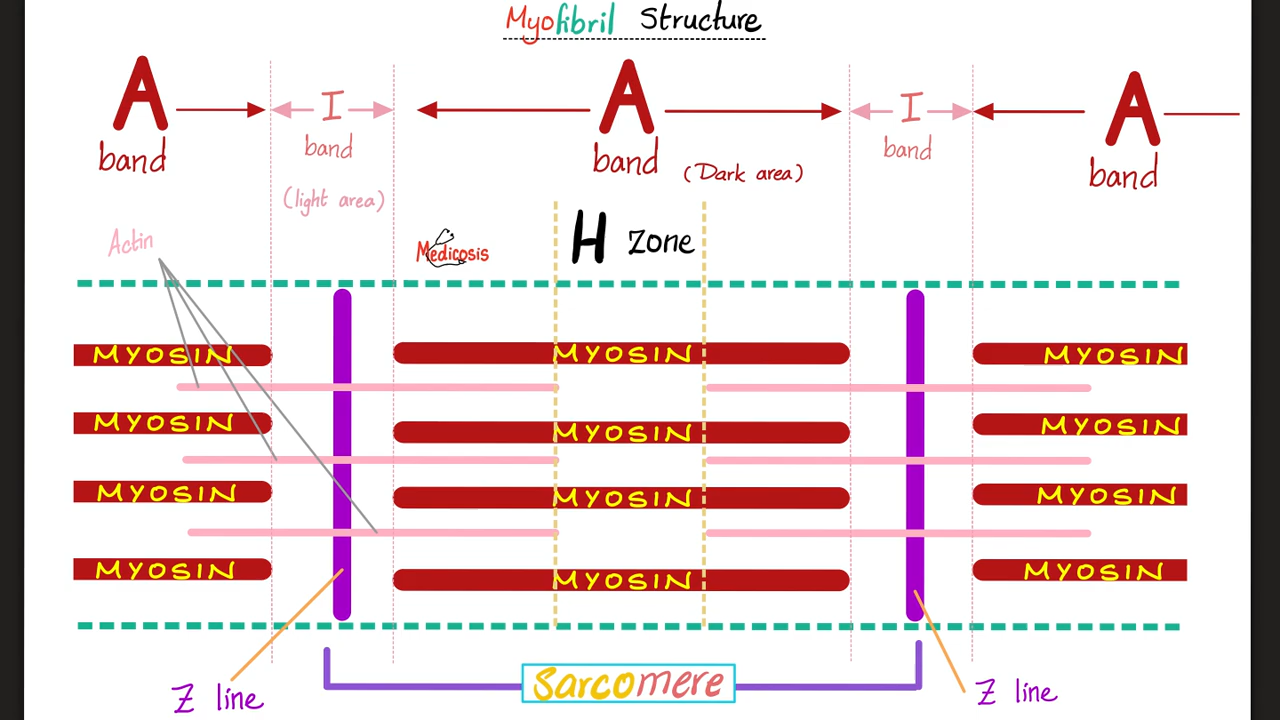 Myofibril Structure
A A A
I I
band band band band band
(Dark area)
(light area)
Actin
H zone
Medicosis
MYOSIN MYOSIN MYOSIN
MYOSIN MYOSIN MYOSIN
MYOSIN MYOSIN MYOSIN
MYOSIN MYOSIN MYOSIN
Sarcomere
Z line Z line